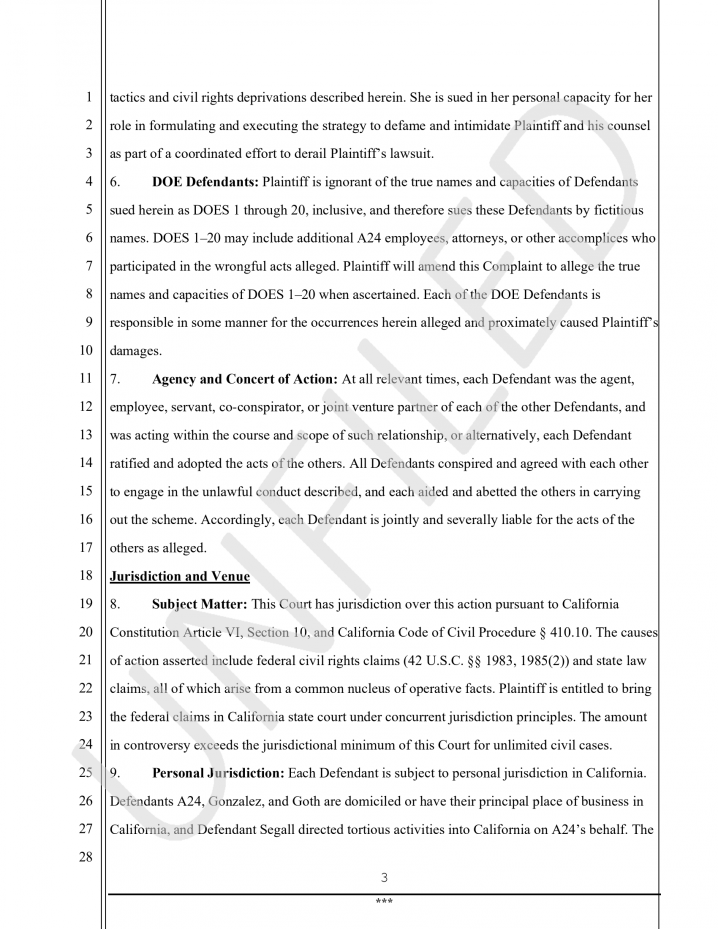 1 tactics and civil rights deprivations described herein. She is sued in her personal capacity for her
2 role in formulating and executing the strategy to defame and intimidate Plaintiff and his counsel
3 as part of a coordinated effort to derail Plaintiff's lawsuit.
4 6. DOE Defendants: Plaintiff is ignorant of the true names and capacities of Defendants
5 sued herein as DOES 1 through 20, inclusive, and therefore sues these Defendants by fictitious
6 names. DOES 1–20 may include additional A24 employees, attorneys, or other accomplices who
7 participated in the wrongful acts alleged. Plaintiff will amend this Complaint to allege the true
8 names and capacities of DOES 1–20 when ascertained. Each of the DOE Defendants is
9 responsible in some manner for the occurrences herein alleged and proximately caused Plaintiff's
10 damages.
11 7. Agency and Concert of Action: At all relevant times, each Defendant was the agent,
12 employee, servant, co-conspirator, or joint venture partner of each of the other Defendants, and
13 was acting within the course and scope of such relationship, or alternatively, each Defendant
14 ratified and adopted the acts of the others. All Defendants conspired and agreed with each other
15 to engage in the unlawful conduct described, and each aided and abetted the others in carrying
16 out the scheme. Accordingly, each Defendant is jointly and severally liable for the acts of the
17 others as alleged.
18 Jurisdiction and Venue
19 8. Subject Matter: This Court has jurisdiction over this action pursuant to California
20 Constitution Article VI, Section 10, and California Code of Civil Procedure § 410.10. The causes
21 of action asserted include federal civil rights claims (42 U.S.C. §§ 1983, 1985(2)) and state law
22 claims, all of which arise from a common nucleus of operative facts. Plaintiff is entitled to bring
23 the federal claims in California state court under concurrent jurisdiction principles. The amount
24 in controversy exceeds the jurisdictional minimum of this Court for unlimited civil cases.
25 9. Personal Jurisdiction: Each Defendant is subject to personal jurisdiction in California.
26 Defendants A24, Gonzalez, and Goth are domiciled or have their principal place of business in
27 California, and Defendant Segall directed tortious activities into California on A24's behalf. The
28
3
***
UNFILED